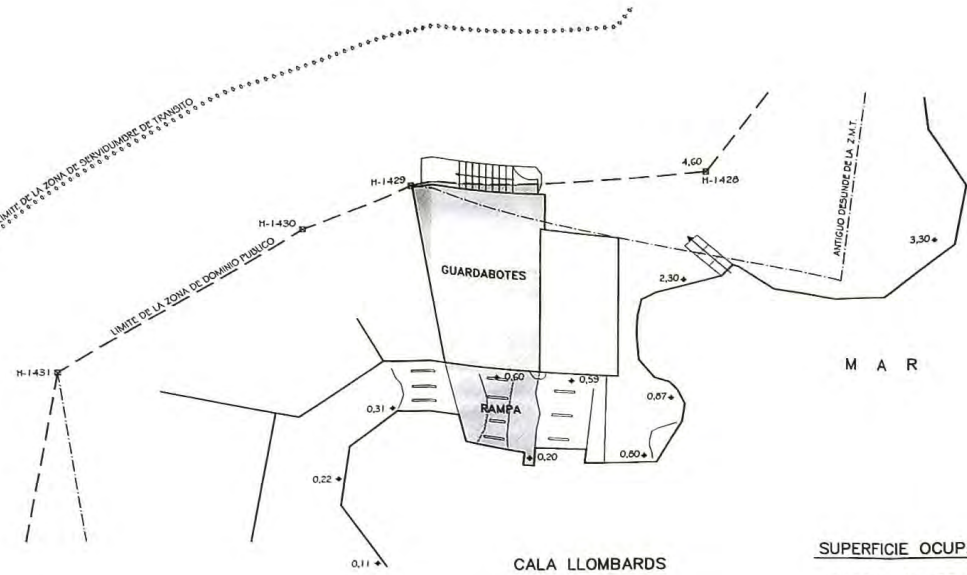 LIMITE DE LA ZONA DE SERVIDUMBRE DE TRANSITO
4,60
H-1429
H-1428
ANTIGUO DESLINDE DE LA Z.M.T.
H-1430
3,30
GUARDABOTES
2,30
LIMITE DE LA ZONA DE DOMINIO PUBLICO
M A R
H-1431
0,60
0,59
0,87
0,31
RAMPA
0,20
0,80
0,22
CALA LLOMBARDS
SUPERFICIE OCUP
0,11